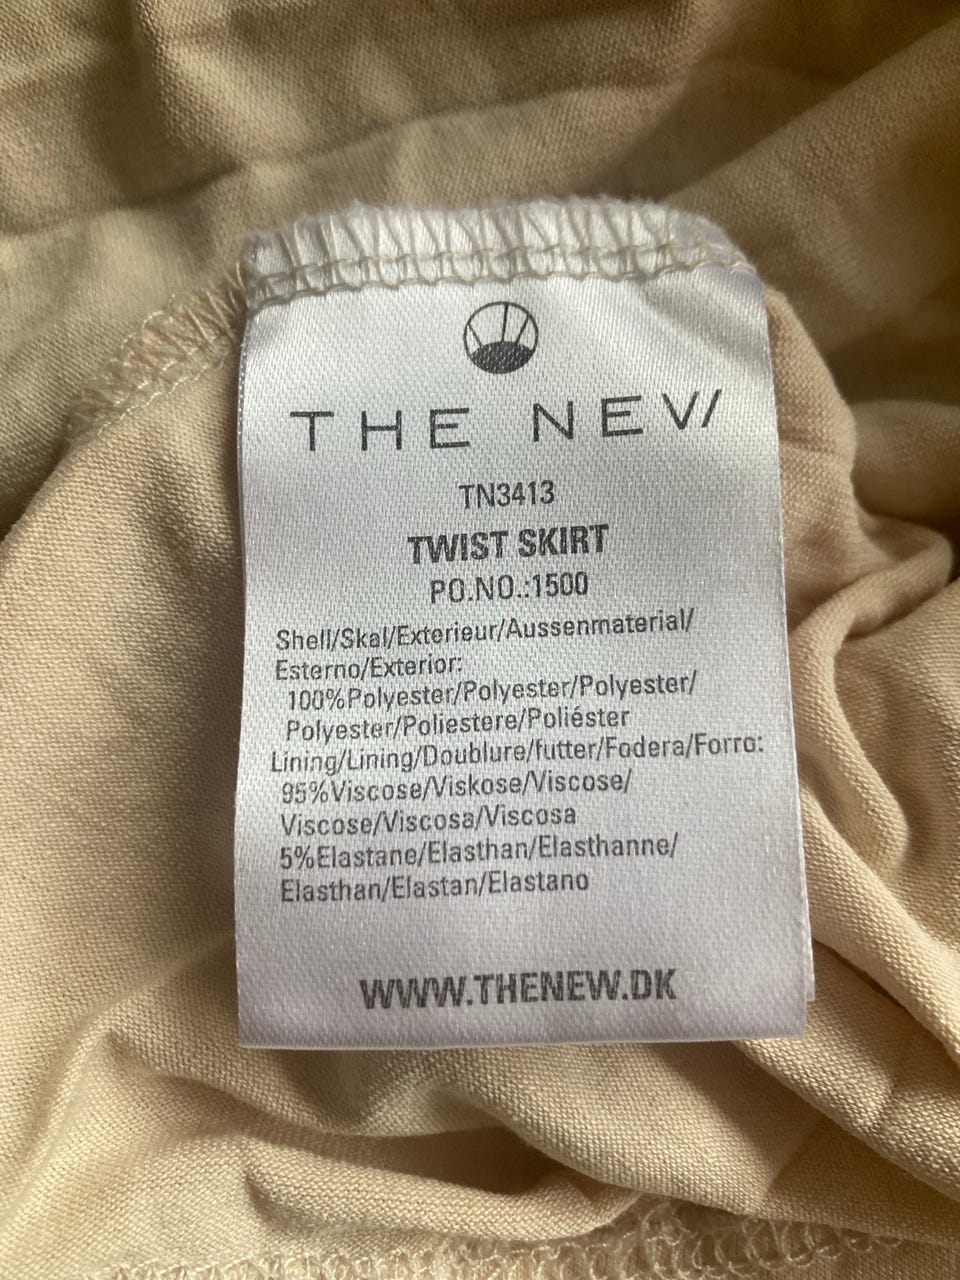 THE NEW
TN3413
TWIST SKIRT
PO.NO.:1500
Shell/Skal/Exterieur/Aussenmaterial/
Esterno/Exterior:
100%Polyester/Polyester/Polyester/
Polyester/Poliestere/Poliéster
Lining/Lining/Doublure/futter/Fodera/Forro:
95%Viscose/Viskose/Viscose/
Viscose/Viscosa/Viscosa
5%Elastane/Elasthan/Elasthanne/
Elasthan/Elastan/Elastano
WWW.THENEW.DK